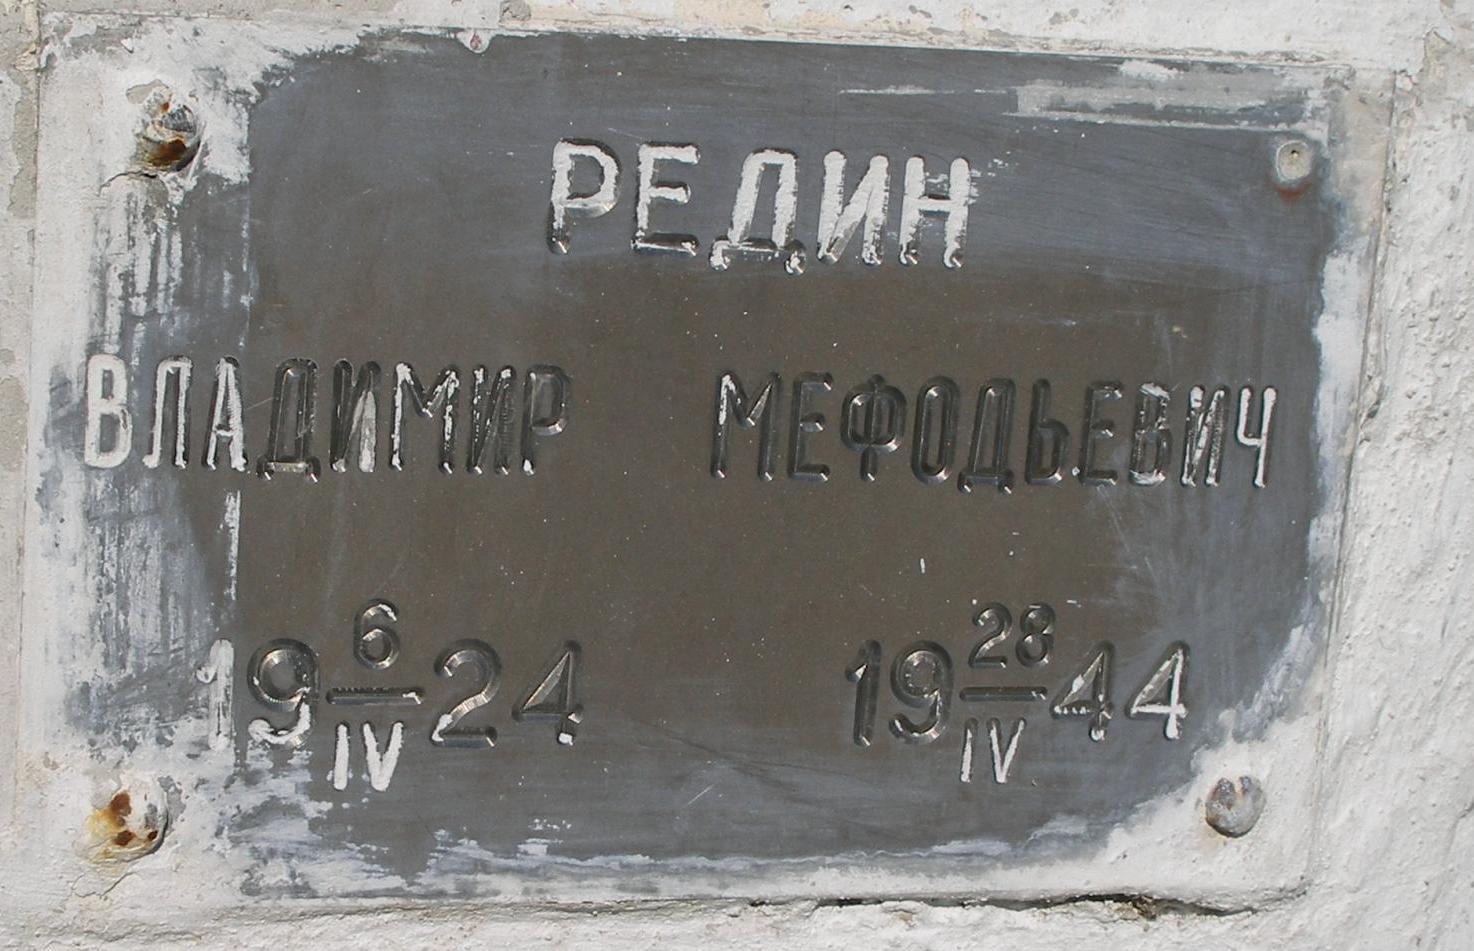 РЕДИН
ВЛАДИМИР МЕФОДЬЕВИЧ
19 6/IV 24 19 28/IV 44